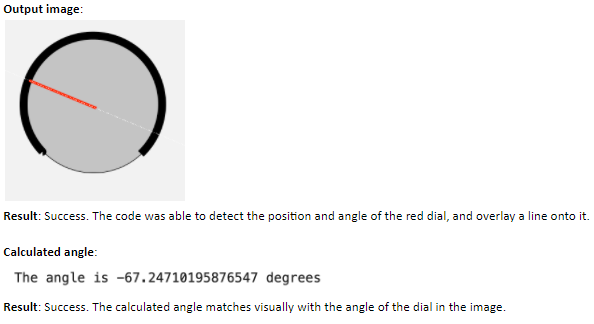 Output image:
Result: Success. The code was able to detect the position and angle of the red dial, and overlay a line onto it.
Calculated angle:
The angle is -67.24710195876547 degrees
Result: Success. The calculated angle matches visually with the angle of the dial in the image.